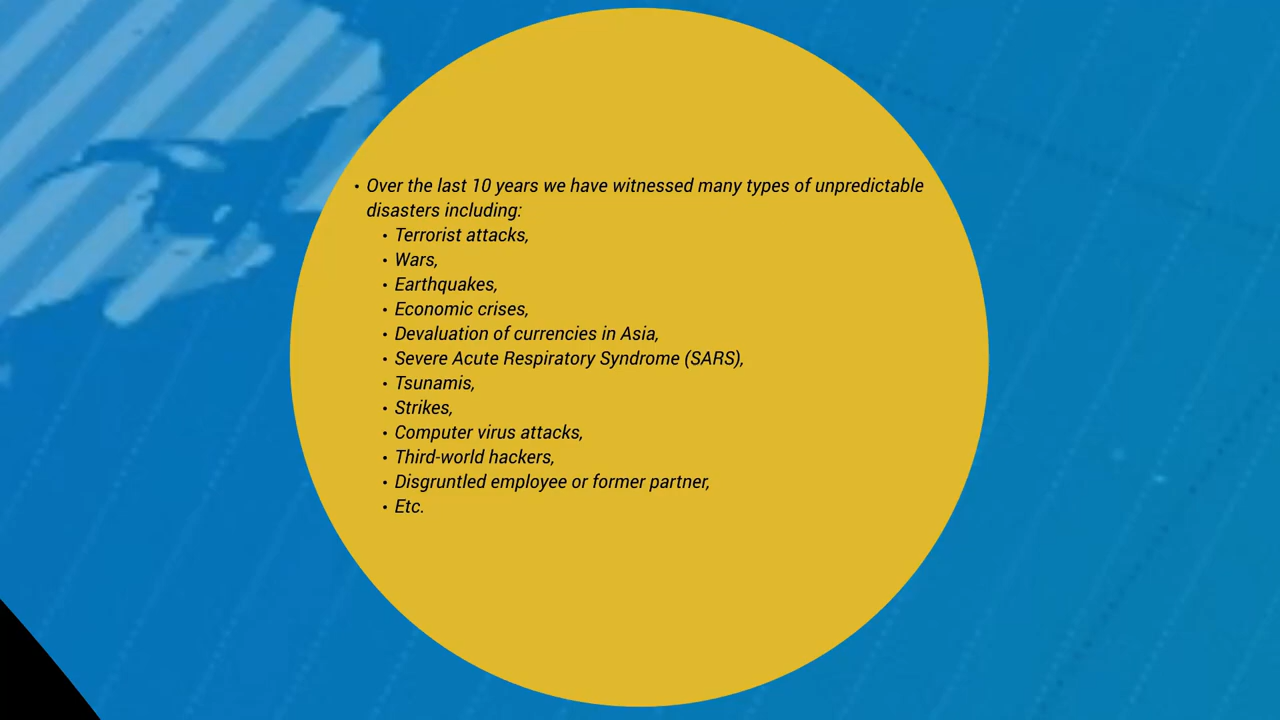 • Over the last 10 years we have witnessed many types of unpredictable
disasters including:
• Terrorist attacks,
• Wars,
• Earthquakes,
• Economic crises,
• Devaluation of currencies in Asia,
• Severe Acute Respiratory Syndrome (SARS),
• Tsunamis,
• Strikes,
• Computer virus attacks,
• Third-world hackers,
• Disgruntled employee or former partner,
• Etc.